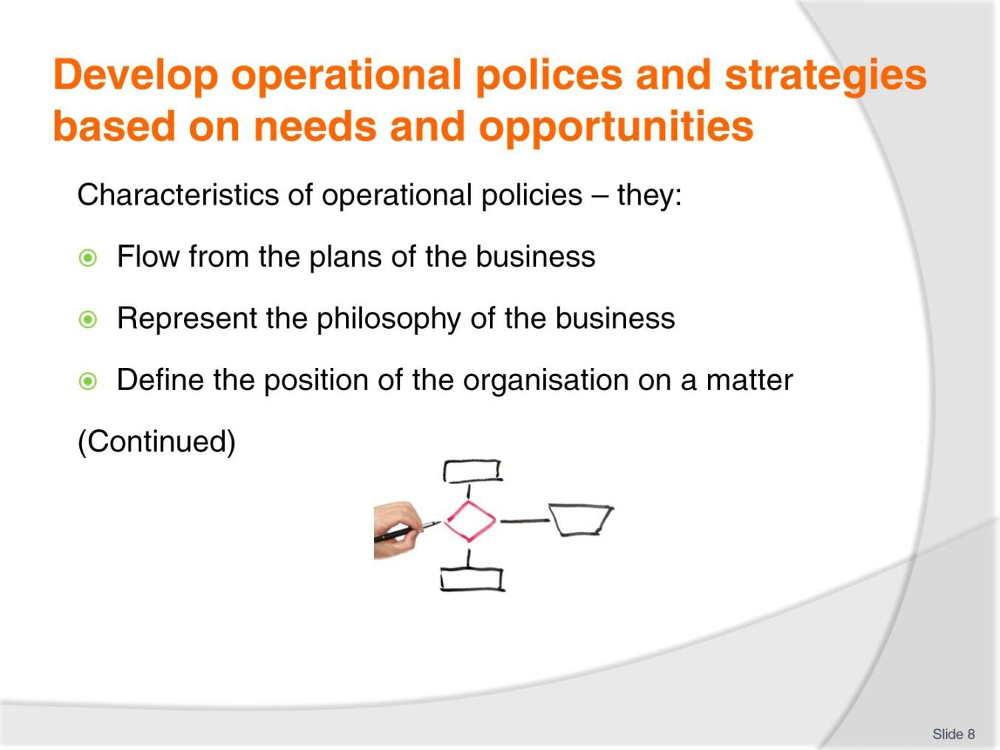 Develop operational polices and strategies
based on needs and opportunities
Characteristics of operational policies – they:
Flow from the plans of the business
Represent the philosophy of the business
Define the position of the organisation on a matter
(Continued)
Slide 8